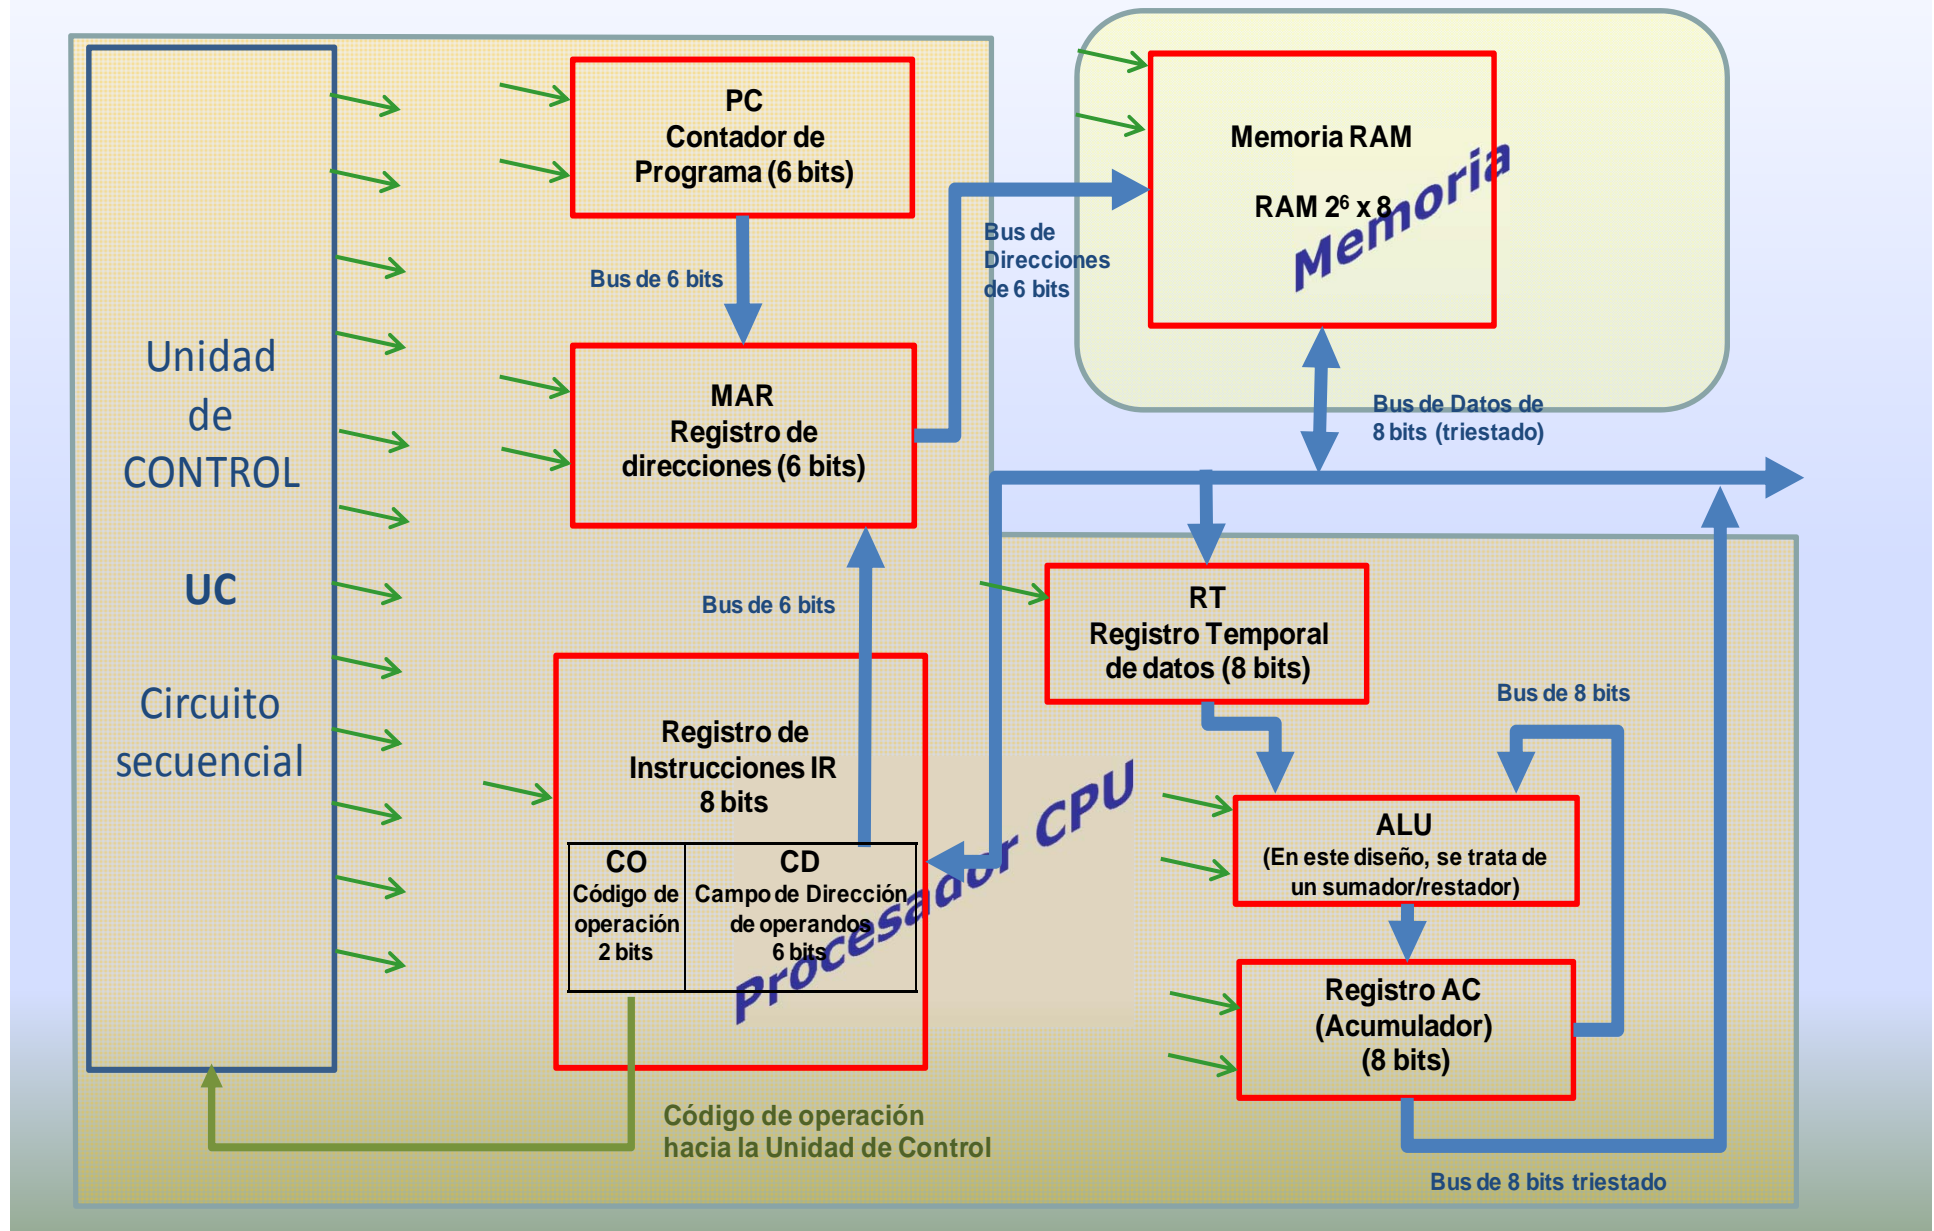 Unidad
de
CONTROL
UC
Circuito
secuencial
PC
Contador de
Programa (6 bits)
Bus de 6 bits
MAR
Registro de
direcciones (6 bits)
Bus de
Direcciones
de 6 bits
Memoria RAM
RAM 2⁶ x 8
Memoria
Bus de Datos de
8 bits (triestado)
Bus de 6 bits
RT
Registro Temporal
de datos (8 bits)
Bus de 8 bits
Registro de
Instrucciones IR
8 bits
CO
Código de
operación
2 bits
CD
Campo de Dirección
de operandos
6 bits
Procesador CPU
ALU
(En este diseño, se trata de
un sumador/restador)
Registro AC
(Acumulador)
(8 bits)
Código de operación
hacia la Unidad de Control
Bus de 8 bits triestado